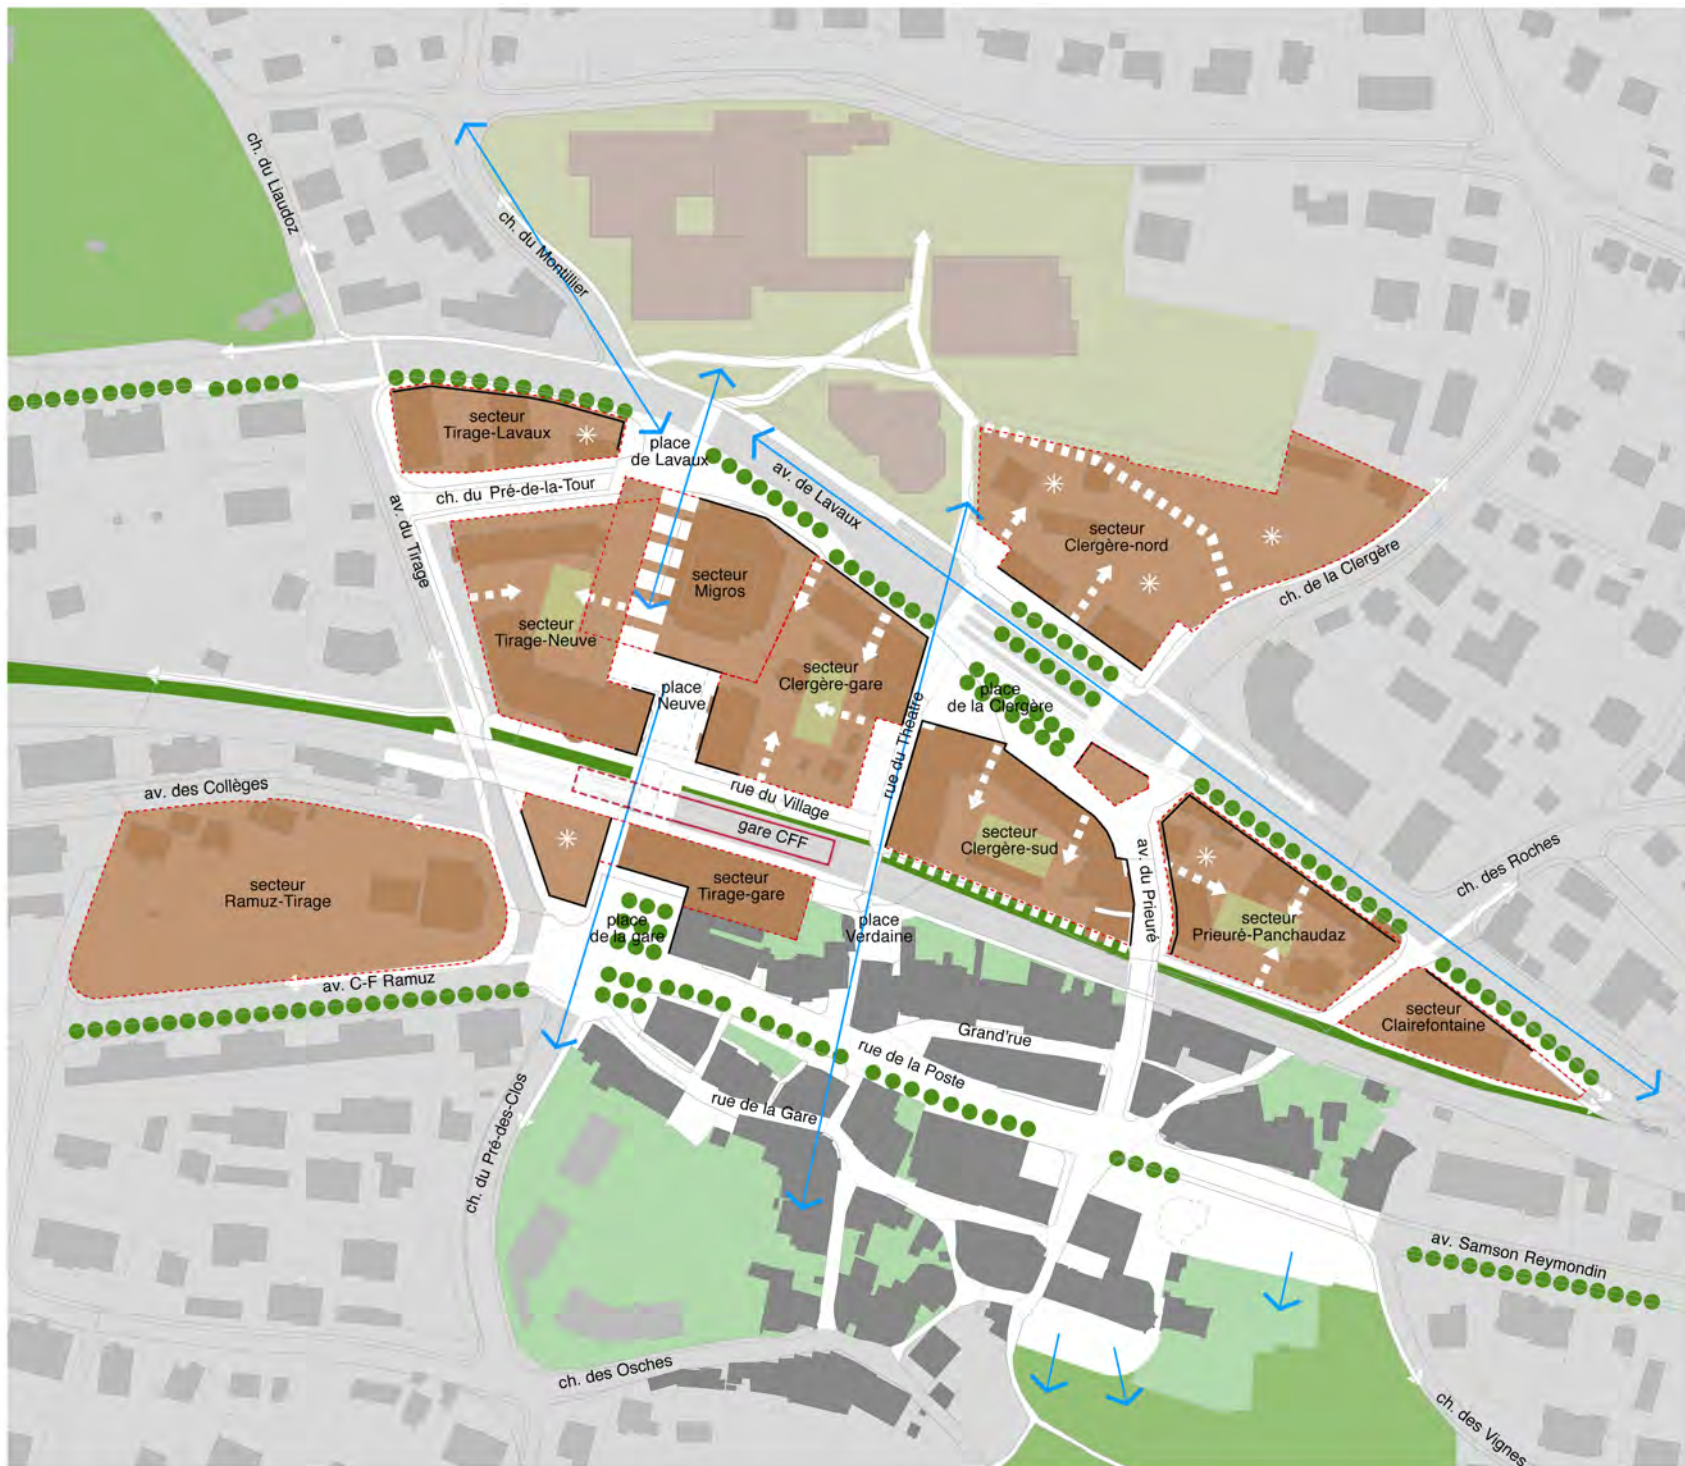 ch. du Liaudoz
ch. du Montillier
secteur
Tirage-Lavaux
place
de Lavaux
ch. du Pré-de-la-Tour
av. de Lavaux
av. du Tirage
secteur
Clergère-nord
ch. de la Clergère
secteur
Migros
secteur
Tirage-Neuve
secteur
Clergère-gare
place
Neuve
place
de la Clergère
rue du Théatre
av. des Collèges
rue du Village
gare CFF
secteur
Clergère-sud
av. du Prieuré
ch. des Roches
secteur
Ramuz-Tirage
secteur
Tirage-gare
place
de la gare
place
Verdaine
secteur
Prieuré-Panchaudaz
av. C-F Ramuz
secteur
Clairefontaine
Grand'rue
rue de la Poste
rue de la Gare
ch. du Pré-des-Clos
av. Samson Reymondin
ch. des Osches
ch. des Vignes